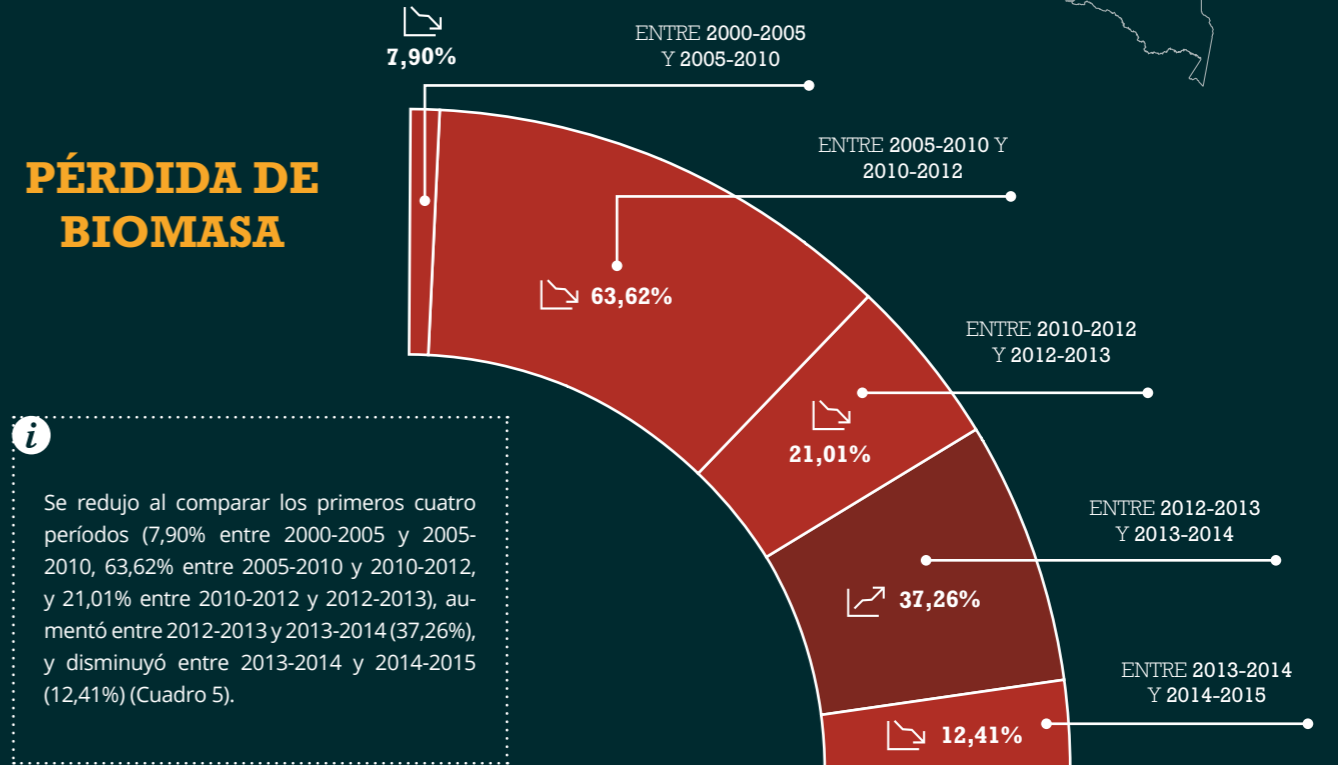 7,90%
ENTRE 2000-2005
Y 2005-2010
PÉRDIDA DE
BIOMASA
ENTRE 2005-2010 Y
2010-2012
63,62%
ENTRE 2010-2012
Y 2012-2013
21,01%
ENTRE 2012-2013
Y 2013-2014
37,26%
ENTRE 2013-2014
Y 2014-2015
12,41%
i
Se redujo al comparar los primeros cuatro
períodos (7,90% entre 2000-2005 y 2005-
2010, 63,62% entre 2005-2010 y 2010-2012,
y 21,01% entre 2010-2012 y 2012-2013), au-
mentó entre 2012-2013 y 2013-2014 (37,26%),
y disminuyó entre 2013-2014 y 2014-2015
(12,41%) (Cuadro 5).